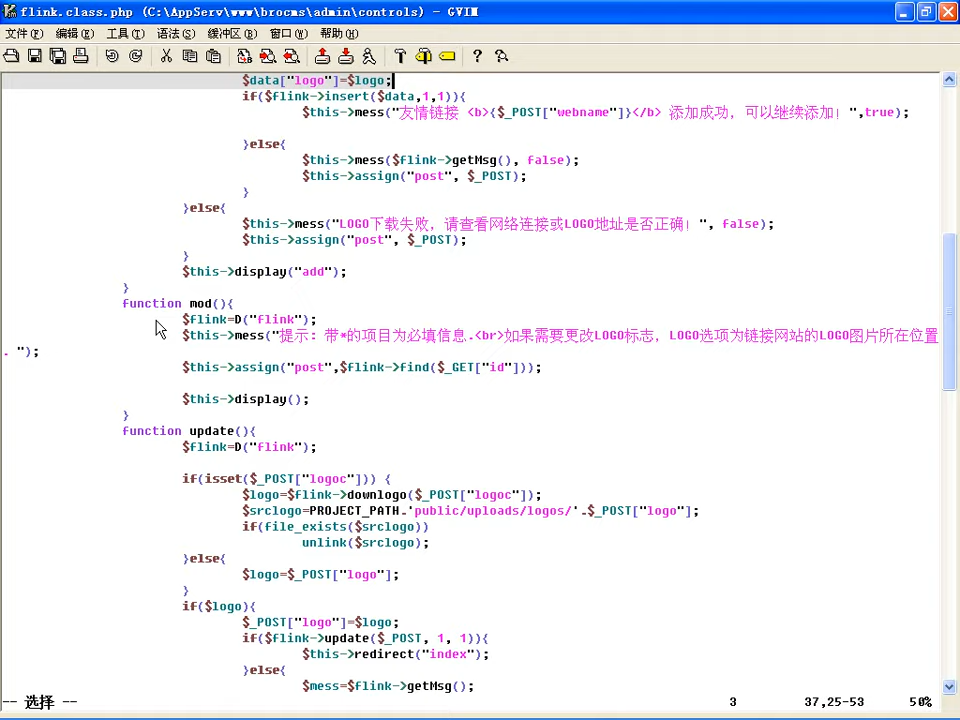 flink.class.php (C:\AppServ\www\brocms\admin\controls) - GVIM
文件(F) 编辑(E) 工具(T) 语法(S) 缓冲区(B) 窗口(W) 帮助(H)
$data["logo"]=$logo;
if($flink->insert($data,1,1)){
$this->mess("友情链接 <b>{$_POST["webname"]}</b> 添加成功, 可以继续添加! ",true);
}else{
$this->mess($flink->getMsg(), false);
$this->assign("post", $_POST);
}
}else{
$this->mess("LOGO下载失败, 请查看网络连接或LOGO地址是否正确! ", false);
$this->assign("post", $_POST);
}
$this->display("add");
}
function mod(){
$flink=D("flink");
$this->mess("提示: 带*的项目为必填信息.<br>如果需要更改LOGO标志, LOGO选项为链接网站的LOGO图片所在位置
. ");
$this->assign("post",$flink->find($_GET["id"]));
$this->display();
}
function update(){
$flink=D("flink");
if(isset($_POST["logoc"])) {
$logo=$flink->downlogo($_POST["logoc"]);
$srclogo=PROJECT_PATH.'public/uploads/logos/'.$_POST["logo"];
if(file_exists($srclogo))
unlink($srclogo);
}else{
$logo=$_POST["logo"];
}
if($logo){
$_POST["logo"]=$logo;
if($flink->update($_POST, 1, 1)){
$this->redirect("index");
}else{
$mess=$flink->getMsg();
-- 选择 -- 3 37,25-53 50%